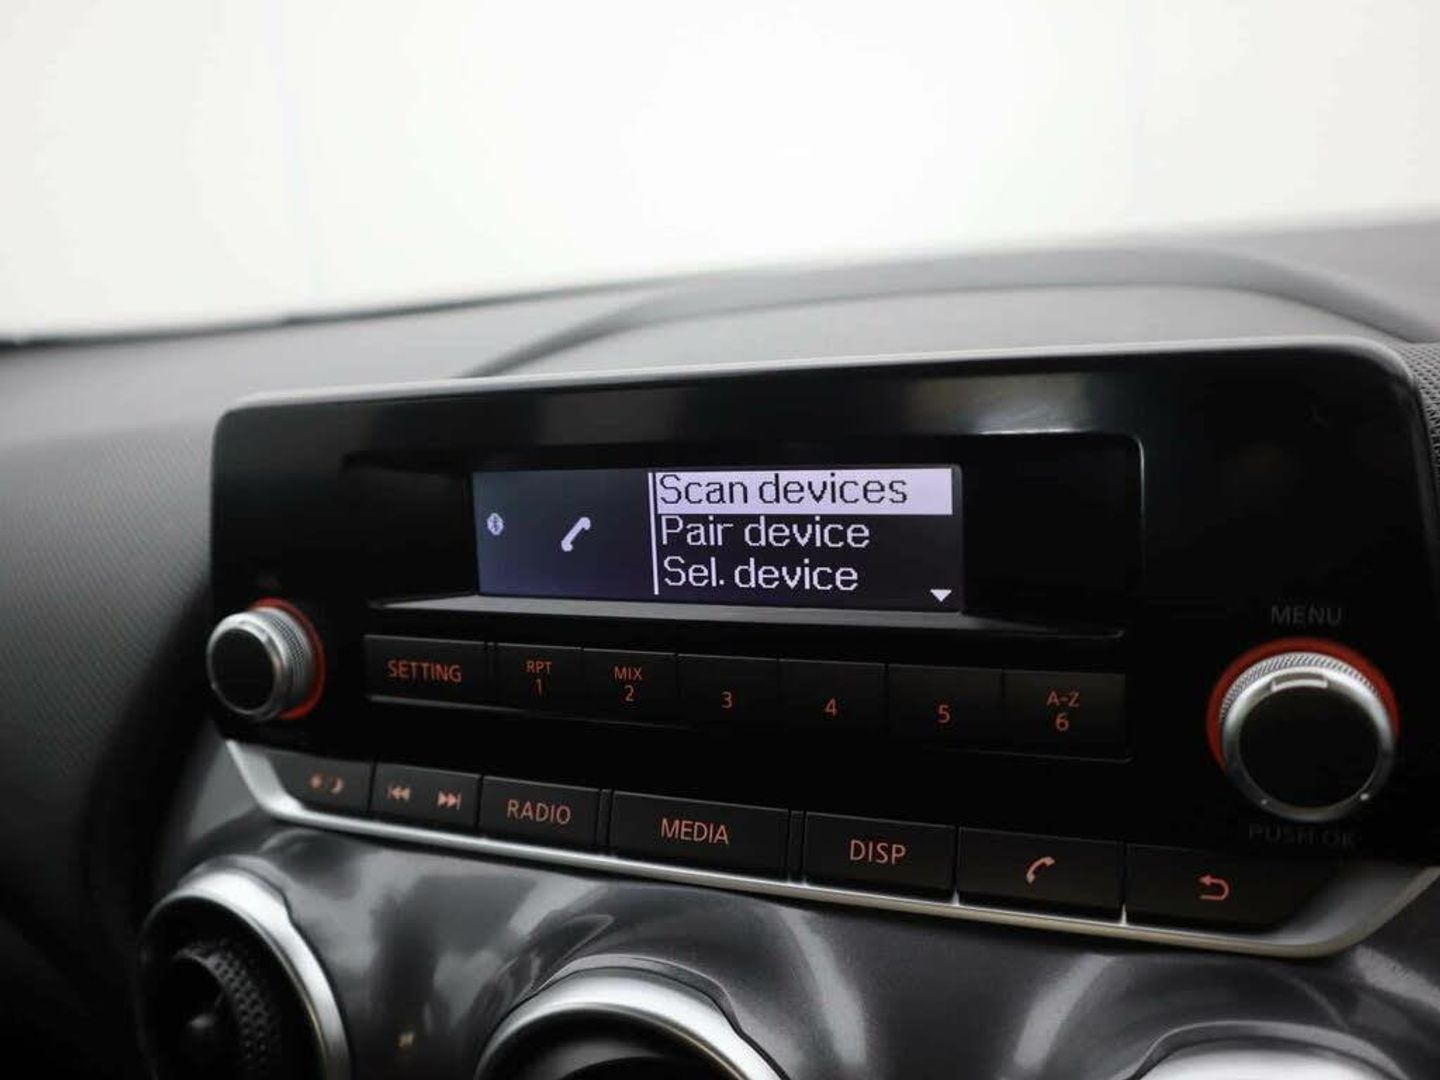 Scan devices
Pair device
Sel. device
MENU
SETTING
RPT
1
MIX
2
3
4
5
A-Z
6
RADIO
MEDIA
DISP
PUSH OK